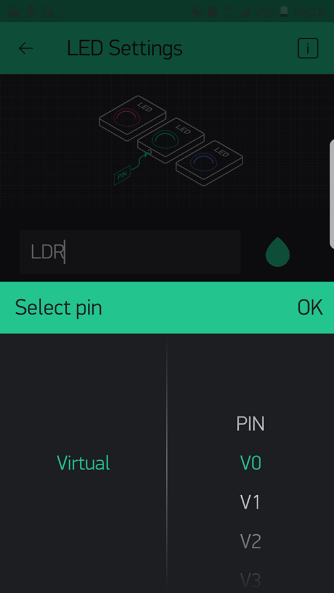 LED Settings
i
LED
LED
LED
PIN
LDR
Select pin OK
PIN
Virtual V0
V1
V2
V3